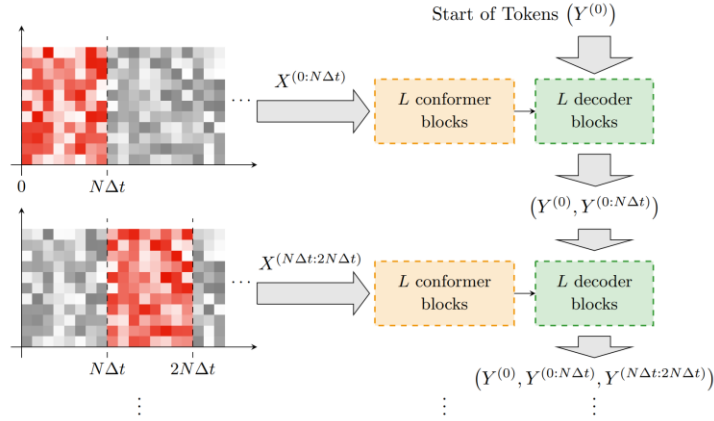 Start of Tokens (Y^{(0)})
X^{(0:NΔt)}
L conformer
blocks
L decoder
blocks
...
0
NΔt
(Y^{(0)}, Y^{(0:NΔt)})
X^{(NΔt:2NΔt)}
L conformer
blocks
L decoder
blocks
...
NΔt
2NΔt
(Y^{(0)}, Y^{(0:NΔt)}, Y^{(NΔt:2NΔt)})
⋮
⋮
⋮